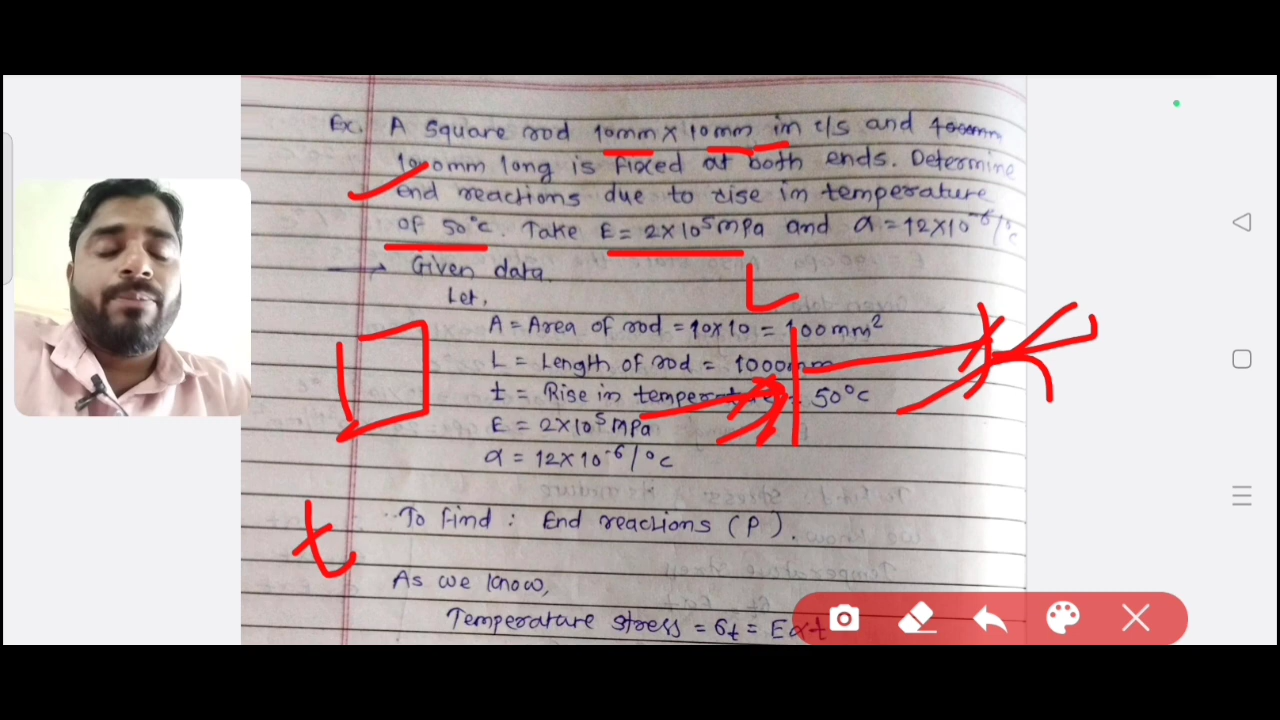 Ex. A square rod 10mm x 10mm in c/s and
1000mm long is fixed at both ends. Determine
end reactions due to rise in temperature
of 50°c. Take E = 2x10⁵ mPa and α = 12x10⁻⁶/°c
→ Given data.
Let,
A = Area of rod = 10x10 = 100mm²
L = Length of rod = 1000mm
t = Rise in temperature = 50°c
E = 2x10⁵ mPa
α = 12x10⁻⁶/°c
To find : End reactions (P).
t
As we know,
Temperature stress = 6t = Eαt